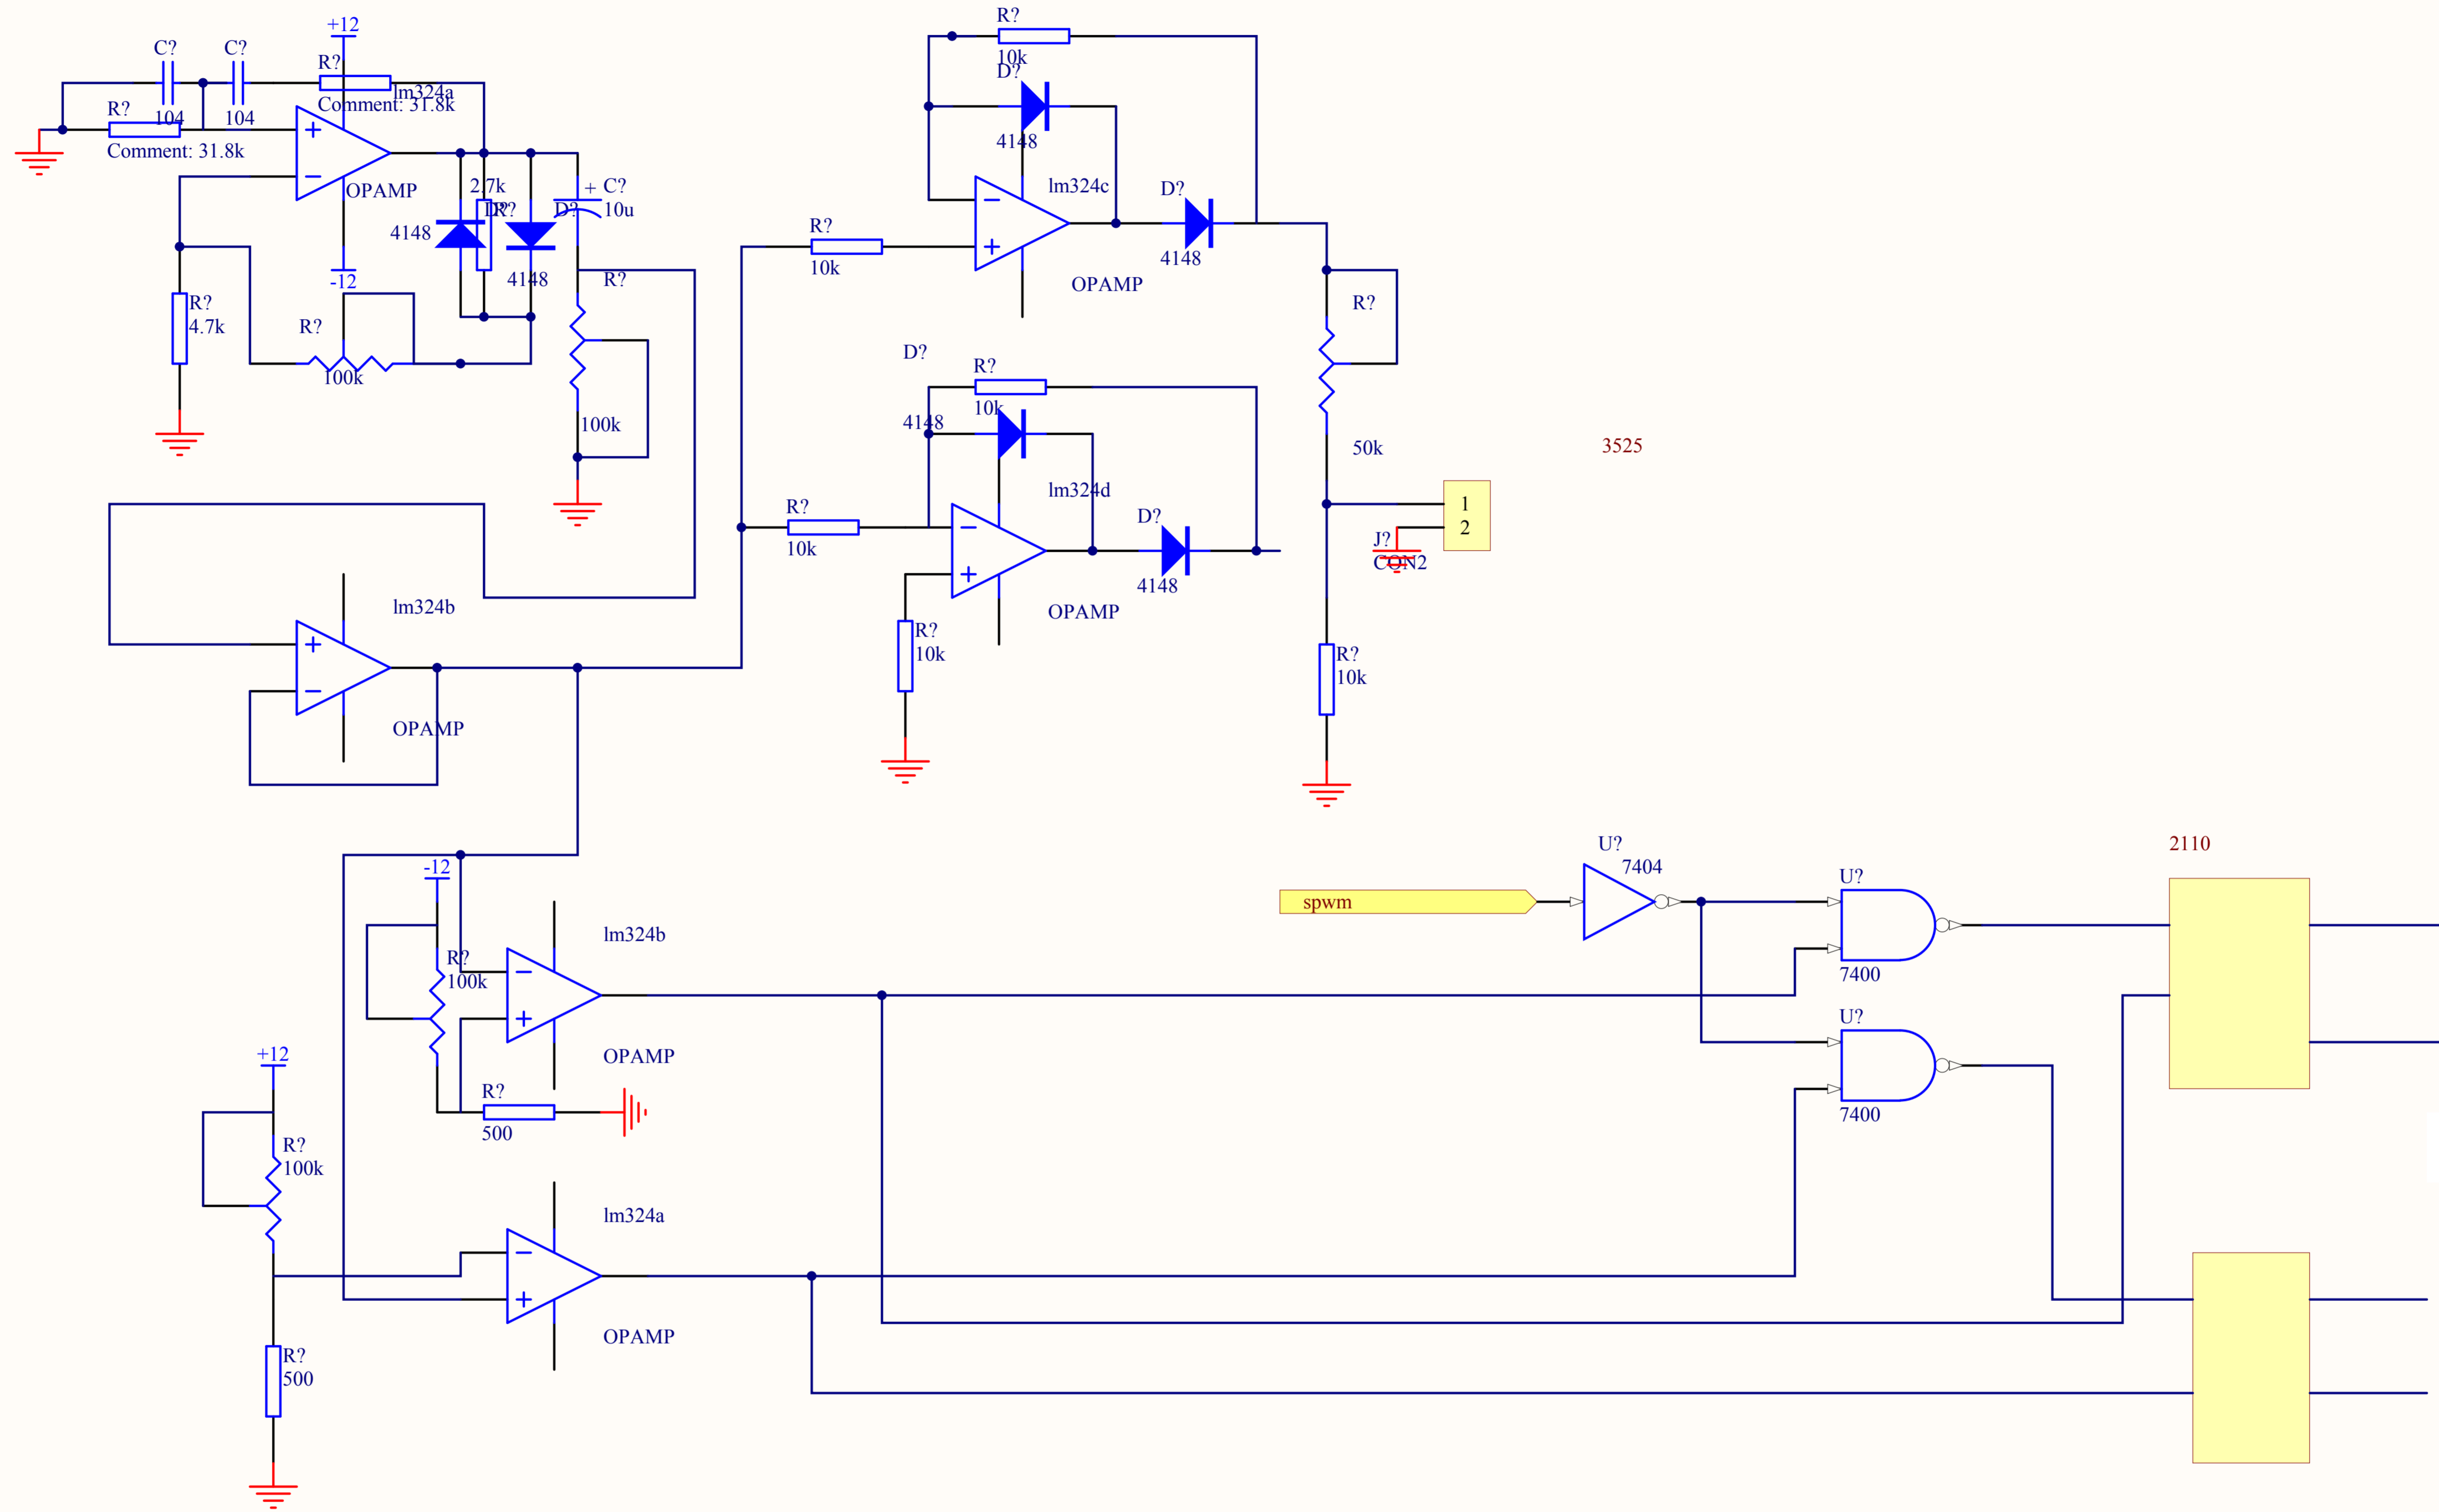 +12
C?
C?
R?
lm324a
Comment: 31.8k
R?
104
104
Comment: 31.8k
+
−
OPAMP
-12
R?
4.7k
R?
100k
2.7k
D?
R?
4148
D?
4148
+
C?
10u
R?
100k
R?
10k
D?
4148
lm324c
−
+
OPAMP
D?
4148
R?
10k
R?
50k
D?
4148
R?
10k
lm324d
R?
10k
−
+
OPAMP
D?
4148
R?
10k
3525
1
2
J?
CON2
R?
10k
lm324b
+
−
OPAMP
-12
R?
100k
lm324b
−
+
OPAMP
R?
500
+12
R?
100k
lm324a
−
+
OPAMP
R?
500
spwm
U?
7404
U?
7400
U?
7400
2110